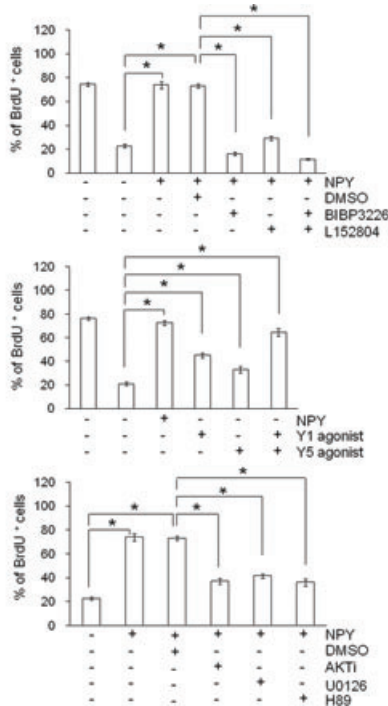 *
*
*
*
*
% of BrdU + cells
120
100
80
60
40
20
0
- - + + + + + NPY
- - - + - - - DMSO
- - - - + - + BIBP3226
- - - - - + + L152804
*
*
*
*
% of BrdU + cells
120
100
80
60
40
20
0
- - + - - - NPY
- - - + - + Y1 agonist
- - - - + + Y5 agonist
*
*
*
*
*
% of BrdU + cells
100
80
60
40
20
0
- + + + + + NPY
- - + - - - DMSO
- - - + - - AKTi
- - - - + - U0126
- - - - - + H89